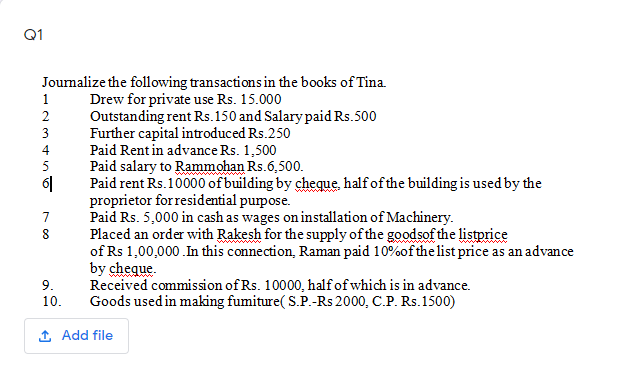 Q1
Journalize the following transactions in the books of Tina.
1 Drew for private use Rs. 15.000
2 Outstanding rent Rs.150 and Salary paid Rs.500
3 Further capital introduced Rs.250
4 Paid Rent in advance Rs. 1,500
5 Paid salary to Rammohan Rs.6,500.
6 Paid rent Rs.10000 of building by cheque, half of the building is used by the
proprietor for residential purpose.
7 Paid Rs. 5,000 in cash as wages on installation of Machinery.
8 Placed an order with Rakesh for the supply of the goodsof the listprice
of Rs 1,00,000 .In this connection, Raman paid 10%of the list price as an advance
by cheque.
9. Received commission of Rs. 10000, half of which is in advance.
10. Goods used in making furniture( S.P.-Rs 2000, C.P. Rs.1500)
Add file